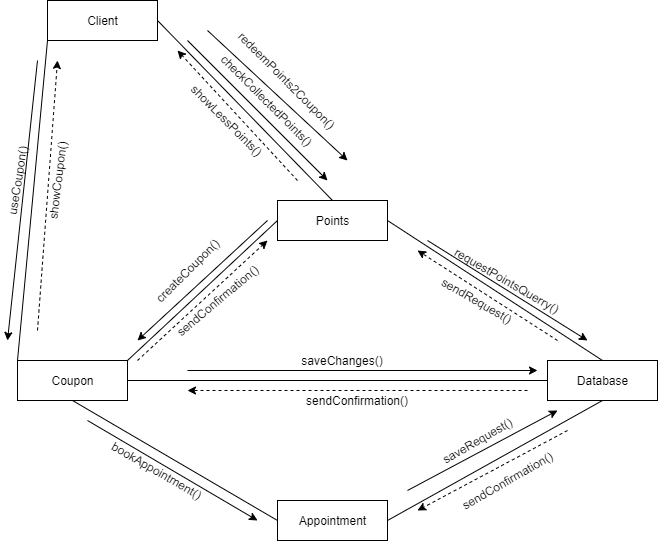 Client
redeemPoints2Coupon()
checkCollectedPoints()
showLessPoints()
useCoupon()
showCoupon()
Points
createCoupon()
sendConfirmation()
requestPointsQuerry()
sendRequest()
saveChanges()
Coupon
Database
sendConfirmation()
bookAppointment()
saveRequest()
sendConfirmation()
Appointment